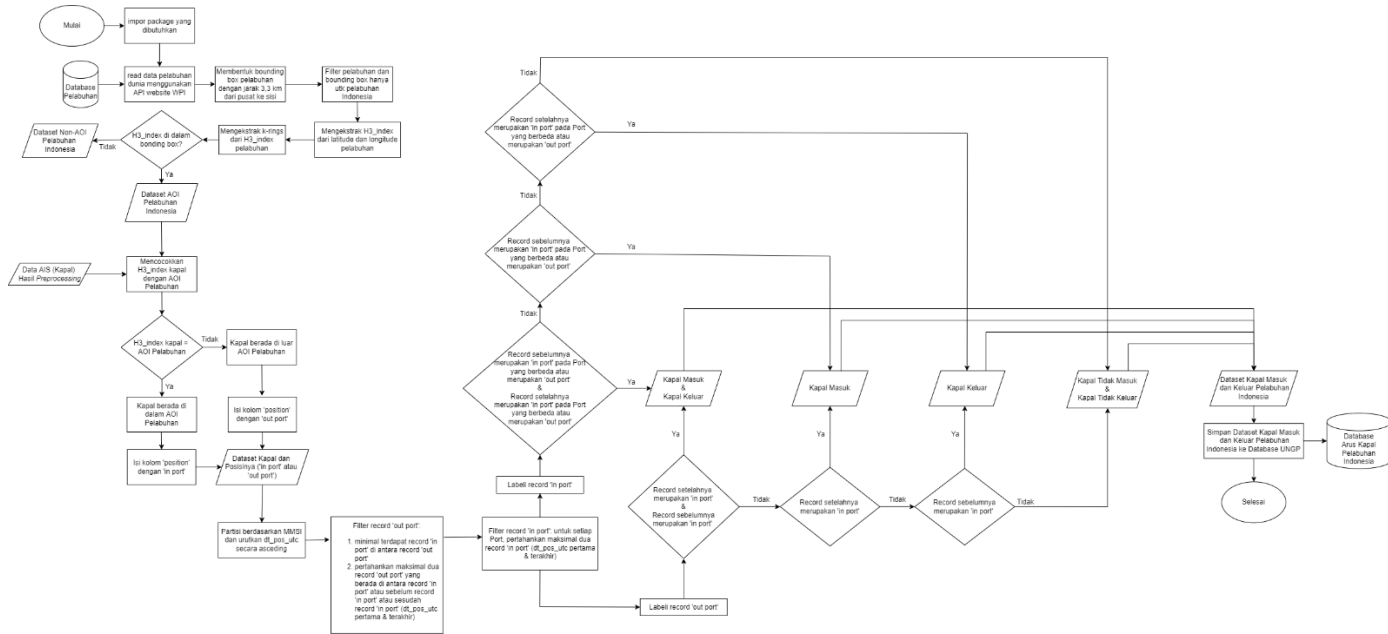 Mulai
impor package yang
dibutuhkan
Database
Pelabuhan
read data pelabuhan
dunia menggunakan
API website WPI
Membentuk bounding
box pelabuhan
dengan jarak 3,3 km
dari pusat ke sisi
Filter pelabuhan dan
bounding box hanya
utk pelabuhan
Indonesia
Mengekstrak H3_index
dari latitude dan longitude
pelabuhan
Mengekstrak k-rings
dari H3_index
pelabuhan
H3_index di dalam
bonding box?
Tidak
Dataset Non-AOI
Pelabuhan
Indonesia
Ya
Dataset AOI
Pelabuhan
Indonesia
Data AIS (Kapal)
Hasil Preprocessing
Mencocokkan
H3_index kapal
dengan AOI
Pelabuhan
H3_index kapal =
AOI Pelabuhan
Tidak
Kapal berada di luar
AOI Pelabuhan
Ya
Kapal berada di
dalam AOI
Pelabuhan
Isi kolom 'position'
dengan 'out port'
Isi kolom 'position'
dengan 'in port'
Dataset Kapal dan
Posisinya ('in port' atau
'out port')
Partisi berdasarkan MMSI
dan urutkan dt_pos_utc
secara asceding
Filter record 'out port':
1. minimal terdapat record 'in
port' di antara record 'out
port'
2. pertahankan maksimal dua
record 'out port' yang
berada di antara record 'in
port' atau sebelum record
'in port' atau sesudah
record 'in port' (dt_pos_utc
pertama & terakhir)
Filter record 'in port': untuk setiap
Port, pertahankan maksimal dua
record 'in port' (dt_pos_utc pertama
& terakhir)
Labeli record 'in port'
Labeli record 'out port'
Record sebelumnya
merupakan 'in port' pada Port
yang berbeda atau
merupakan 'out port'
&
Record setelahnya
merupakan 'in port' pada Port
yang berbeda atau
merupakan 'out port'
Ya
Tidak
Record sebelumnya
merupakan 'in port' pada Port
yang berbeda atau
merupakan 'out port'
Ya
Tidak
Record setelahnya
merupakan 'in port' pada Port
yang berbeda atau
merupakan 'out port'
Ya
Tidak
Tidak
Kapal Masuk
&
Kapal Keluar
Kapal Masuk
Kapal Keluar
Kapal Tidak Masuk
&
Kapal Tidak Keluar
Ya
Ya
Ya
Record setelahnya
merupakan 'in port'
&
Record sebelumnya
merupakan 'in port'
Tidak
Record setelahnya
merupakan 'in port'
Tidak
Record sebelumnya
merupakan 'in port'
Tidak
Dataset Kapal Masuk
dan Keluar Pelabuhan
Indonesia
Simpan Dataset Kapal Masuk
dan Keluar Pelabuhan
Indonesia ke Database UNGP
Database
Arus Kapal
Pelabuhan
Indonesia
Selesai